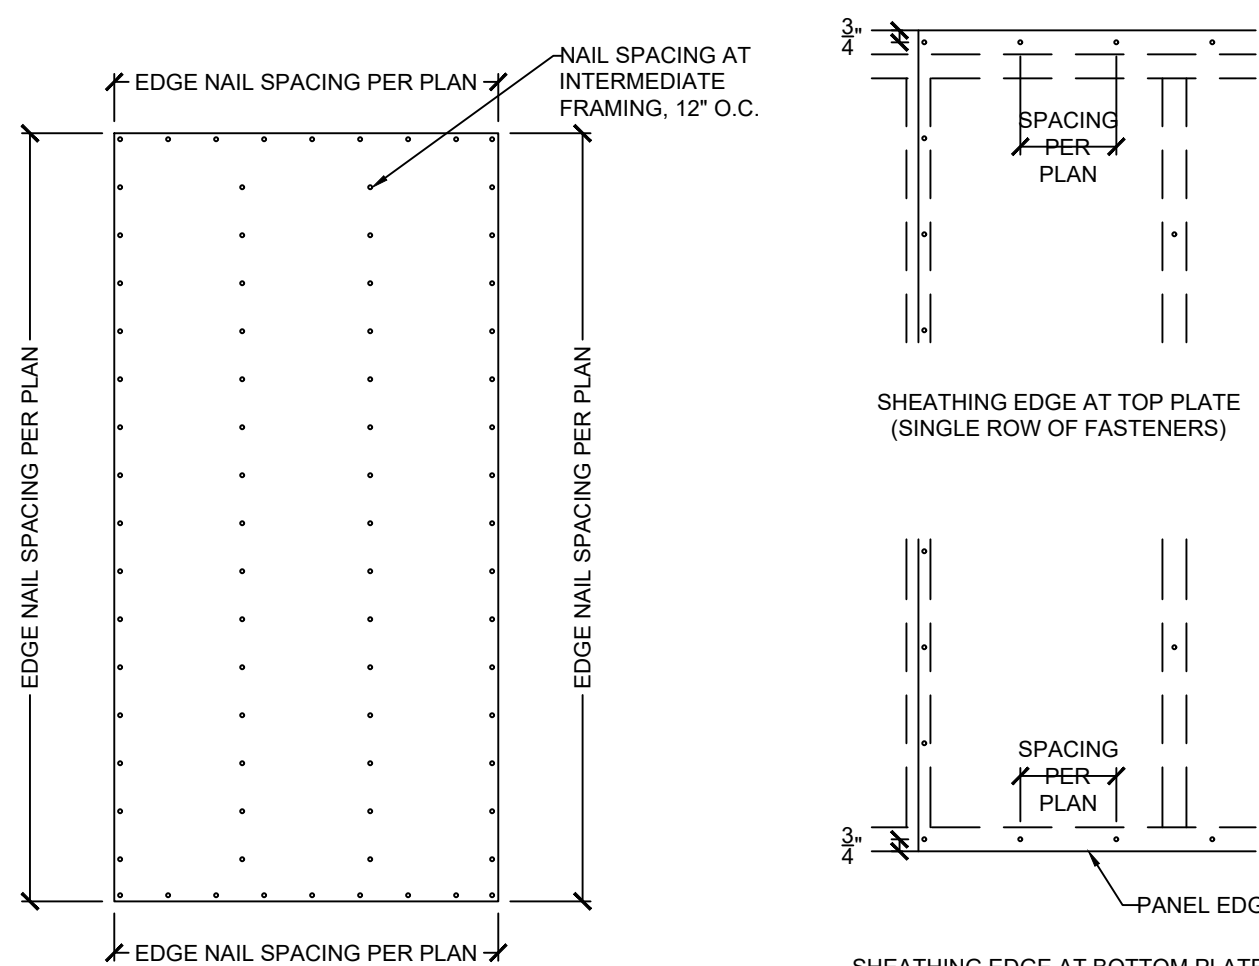 EDGE NAIL SPACING PER PLAN
NAIL SPACING AT
INTERMEDIATE
FRAMING, 12" O.C.
EDGE NAIL SPACING PER PLAN
EDGE NAIL SPACING PER PLAN
EDGE NAIL SPACING PER PLAN
3/4"
SPACING
PER
PLAN
SHEATHING EDGE AT TOP PLATE
(SINGLE ROW OF FASTENERS)
SPACING
PER
PLAN
3/4"
PANEL EDG
SHEATHING EDGE AT BOTTOM PLATE